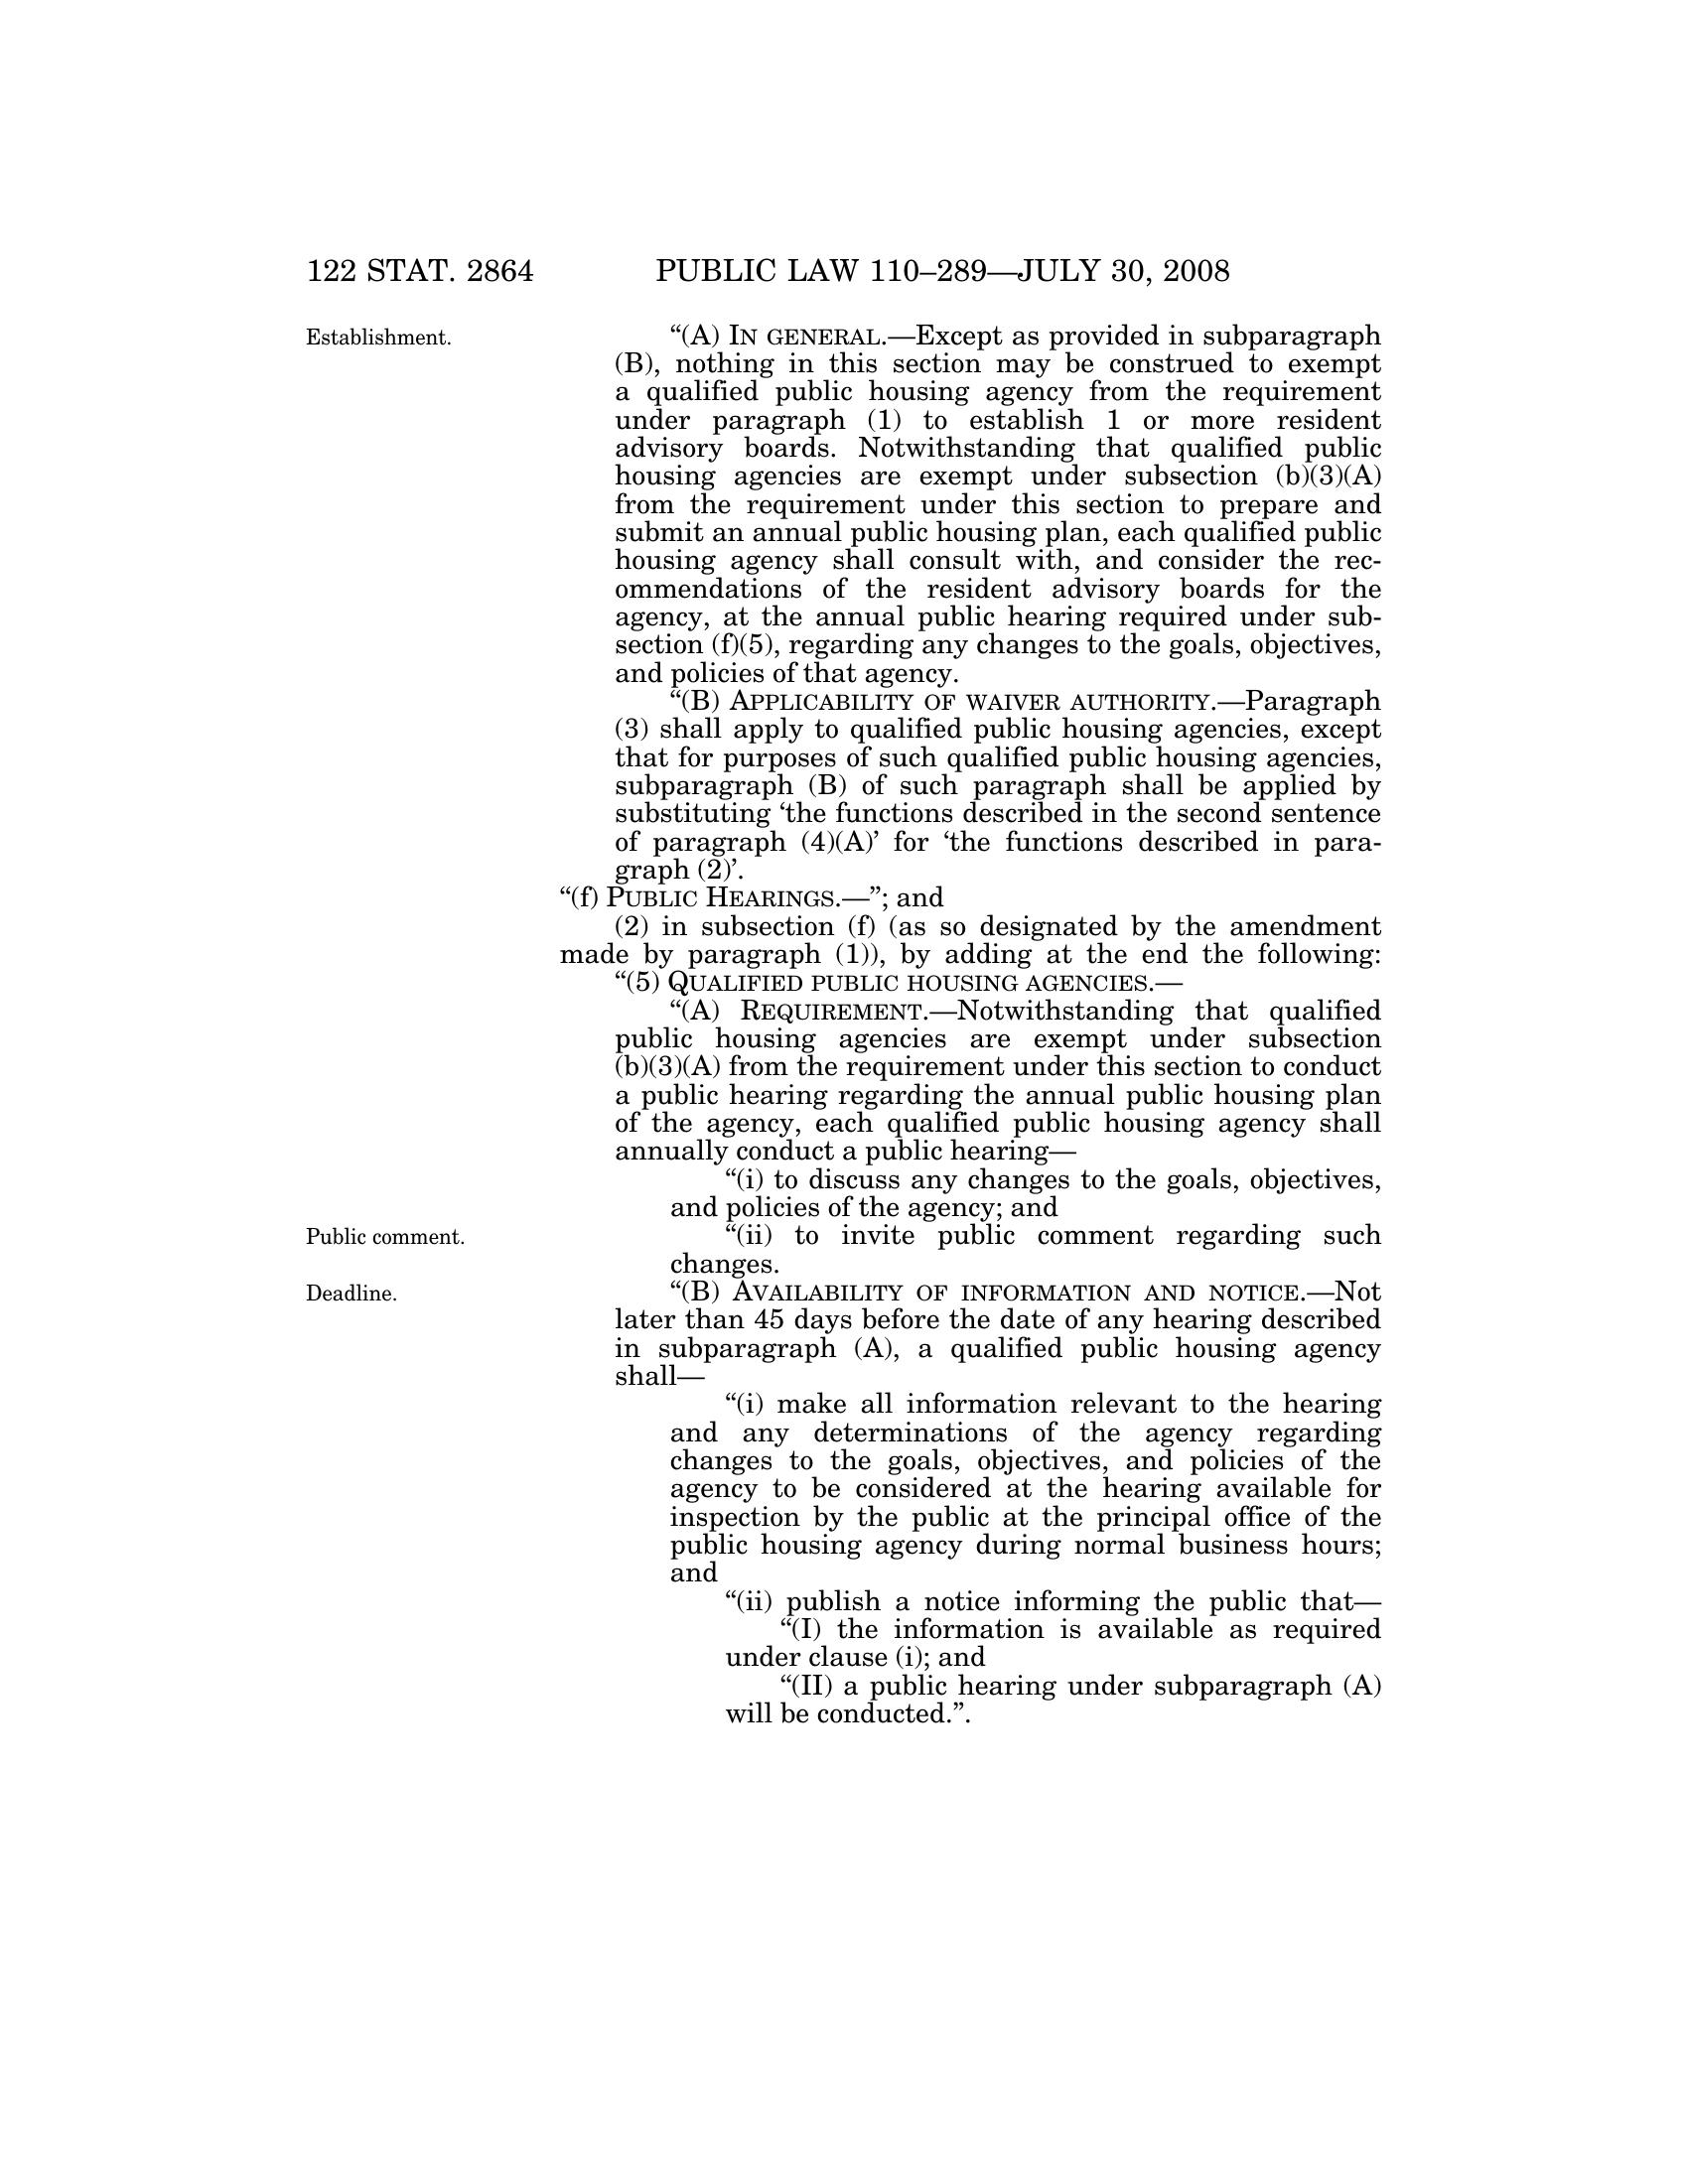 122 STAT. 2864 PUBLIC LAW 110–289—JULY 30, 2008
Establishment.
“(A) IN GENERAL.—Except as provided in subparagraph
(B), nothing in this section may be construed to exempt
a qualified public housing agency from the requirement
under paragraph (1) to establish 1 or more resident
advisory boards. Notwithstanding that qualified public
housing agencies are exempt under subsection (b)(3)(A)
from the requirement under this section to prepare and
submit an annual public housing plan, each qualified public
housing agency shall consult with, and consider the rec-
ommendations of the resident advisory boards for the
agency, at the annual public hearing required under sub-
section (f)(5), regarding any changes to the goals, objectives,
and policies of that agency.
“(B) APPLICABILITY OF WAIVER AUTHORITY.—Paragraph
(3) shall apply to qualified public housing agencies, except
that for purposes of such qualified public housing agencies,
subparagraph (B) of such paragraph shall be applied by
substituting ‘the functions described in the second sentence
of paragraph (4)(A)’ for ‘the functions described in para-
graph (2)’.
“(f) PUBLIC HEARINGS.—”; and
(2) in subsection (f) (as so designated by the amendment
made by paragraph (1)), by adding at the end the following:
“(5) QUALIFIED PUBLIC HOUSING AGENCIES.—
“(A) REQUIREMENT.—Notwithstanding that qualified
public housing agencies are exempt under subsection
(b)(3)(A) from the requirement under this section to conduct
a public hearing regarding the annual public housing plan
of the agency, each qualified public housing agency shall
annually conduct a public hearing—
“(i) to discuss any changes to the goals, objectives,
and policies of the agency; and
Public comment.
“(ii) to invite public comment regarding such
changes.
Deadline.
“(B) AVAILABILITY OF INFORMATION AND NOTICE.—Not
later than 45 days before the date of any hearing described
in subparagraph (A), a qualified public housing agency
shall—
“(i) make all information relevant to the hearing
and any determinations of the agency regarding
changes to the goals, objectives, and policies of the
agency to be considered at the hearing available for
inspection by the public at the principal office of the
public housing agency during normal business hours;
and
“(ii) publish a notice informing the public that—
“(I) the information is available as required
under clause (i); and
“(II) a public hearing under subparagraph (A)
will be conducted.”.